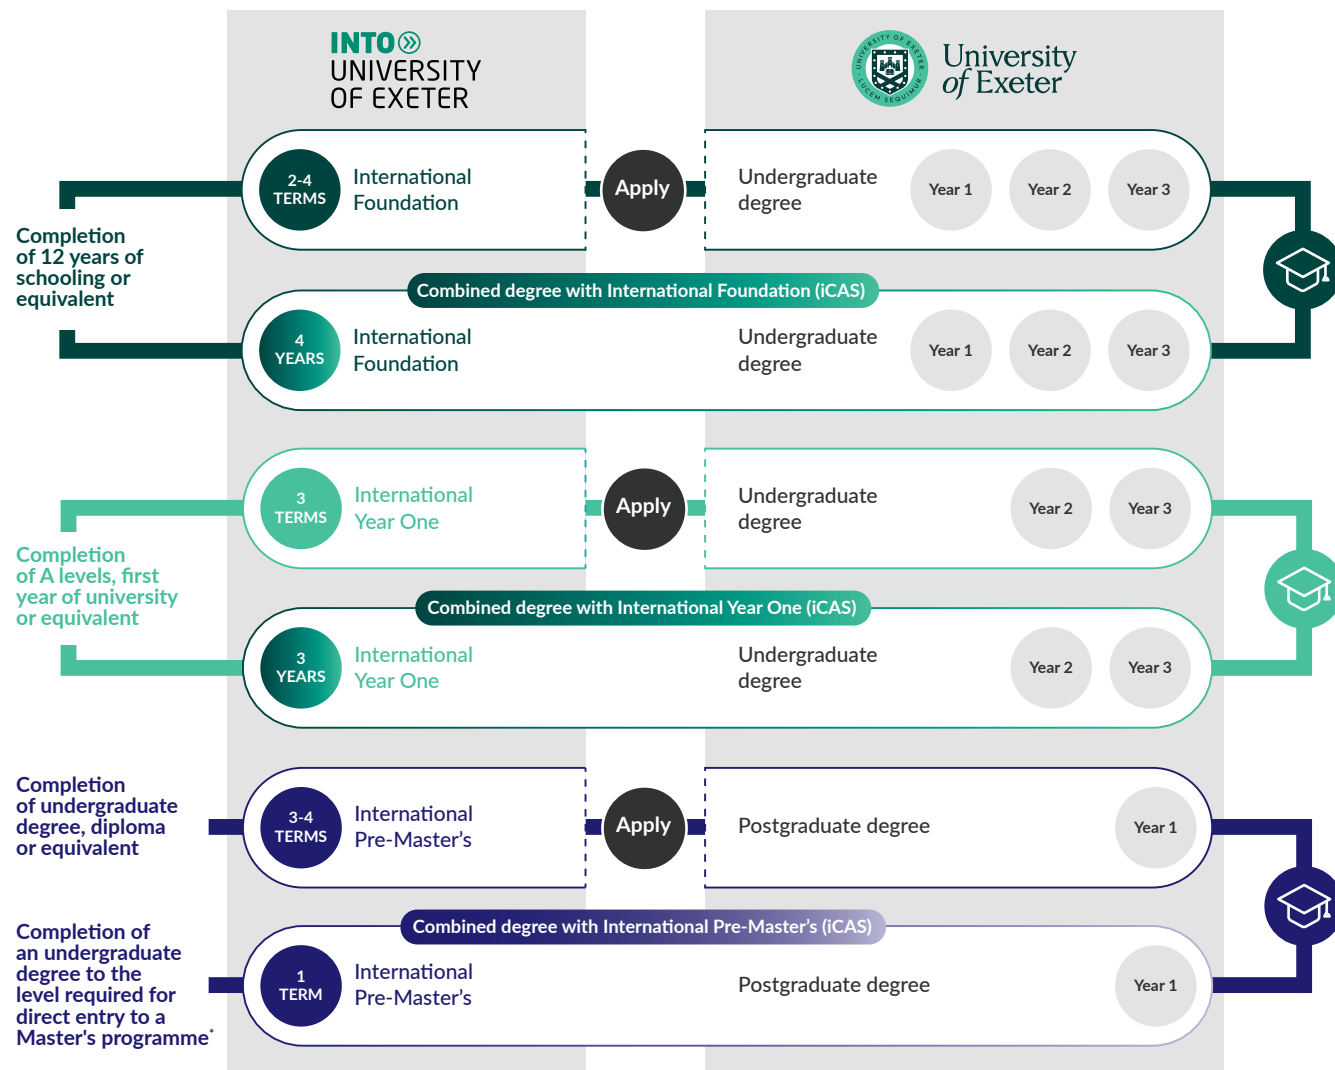 INTO
UNIVERSITY
OF EXETER
UNIVERSITY OF EXETER
LUCEM SEQUIMUR
University
of Exeter
Completion
of 12 years of
schooling or
equivalent
2-4
TERMS
International
Foundation
Apply
Undergraduate
degree
Year 1
Year 2
Year 3
Combined degree with International Foundation (iCAS)
4
YEARS
International
Foundation
Undergraduate
degree
Year 1
Year 2
Year 3
Completion
of A levels, first
year of university
or equivalent
3
TERMS
International
Year One
Apply
Undergraduate
degree
Year 2
Year 3
Combined degree with International Year One (iCAS)
3
YEARS
International
Year One
Undergraduate
degree
Year 2
Year 3
Completion
of undergraduate
degree, diploma
or equivalent
3-4
TERMS
International
Pre-Master’s
Apply
Postgraduate degree
Year 1
Completion of
an undergraduate
degree to the
level required for
direct entry to a
Master's programme*
Combined degree with International Pre-Master’s (iCAS)
1
TERM
International
Pre-Master’s
Postgraduate degree
Year 1